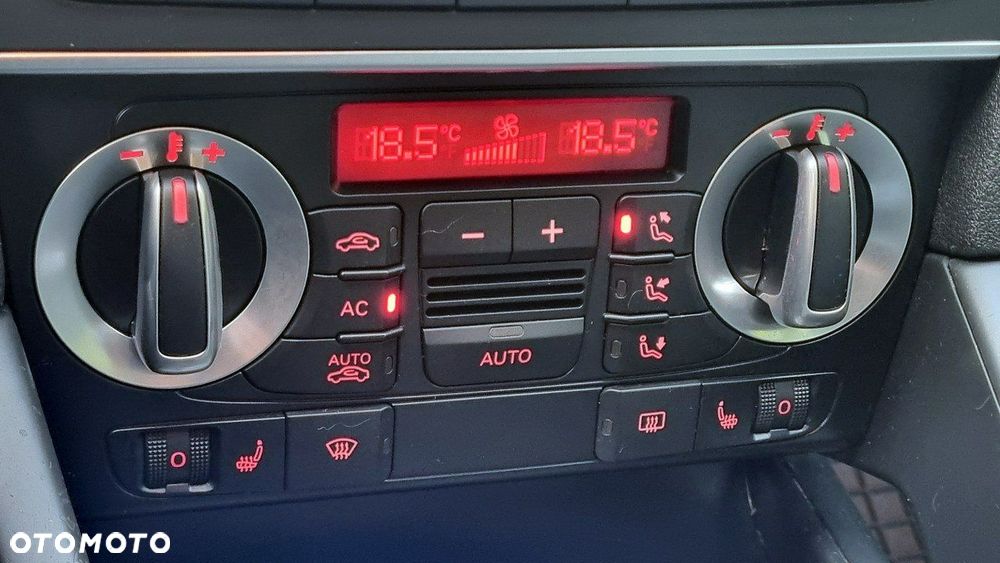 18.5°C 18.5°C
- + - +
- +
AC
AUTO
AUTO
O O
OTOMOTO